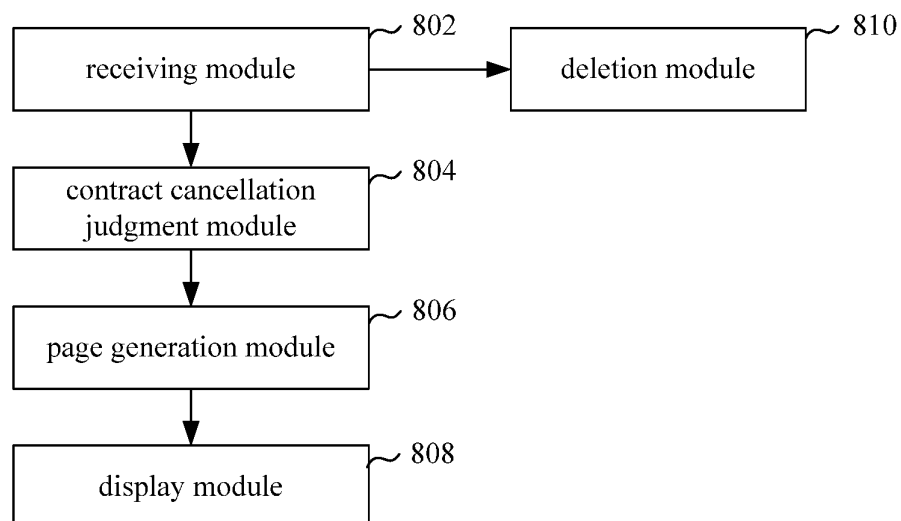 802
810
receiving module
deletion module
804
contract cancellation
judgment module
806
page generation module
808
display module